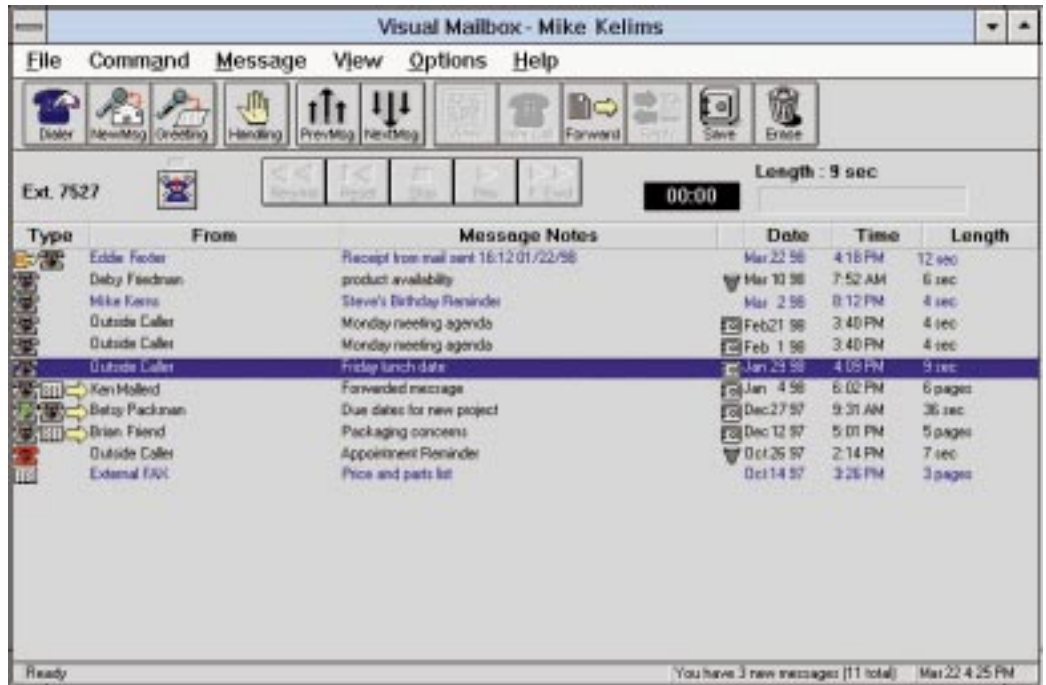 Visual Mailbox - Mike Kelims
File Command Message View Options Help
Dialer NewMsg Greeting Handling PrevMsg NextMsg Forward Reply Save Erase
Ext. 7527 Rewind Reset Stop Play F. Fwd 00:00 Length : 9 sec
Type From Message Notes Date Time Length
Eddie Receipt from mail sent 16:12 01/22/98 Mar 22 98 4:18 PM 12 sec
Deby Friedman product availability Mar 10 98 7:52 AM 6 sec
Mike Kerns Steve's Birthday Reminder Mar 2 98 8:12 PM 4 sec
Outside Caller Monday meeting agenda Feb21 98 3:40 PM 4 sec
Outside Caller Monday meeting agenda Feb 1 98 3:40 PM 4 sec
Outside Caller Friday lunch date Jan 29 98 4:09 PM 9 sec
Ken Forwarded message Jan 4 98 6:02 PM 6 pages
Betsy Packman Due dates for new project Dec27 97 9:31 AM 36 sec
Brian Friend Packaging concerns Dec 12 97 5:01 PM 5 pages
Outside Caller Appointment Reminder Oct 26 97 2:14 PM 7 sec
External FAX Price and parts list Oct 14 97 3:26 PM 3 pages
Ready You have 3 new messages (11 total) Mar 22 4:25 PM